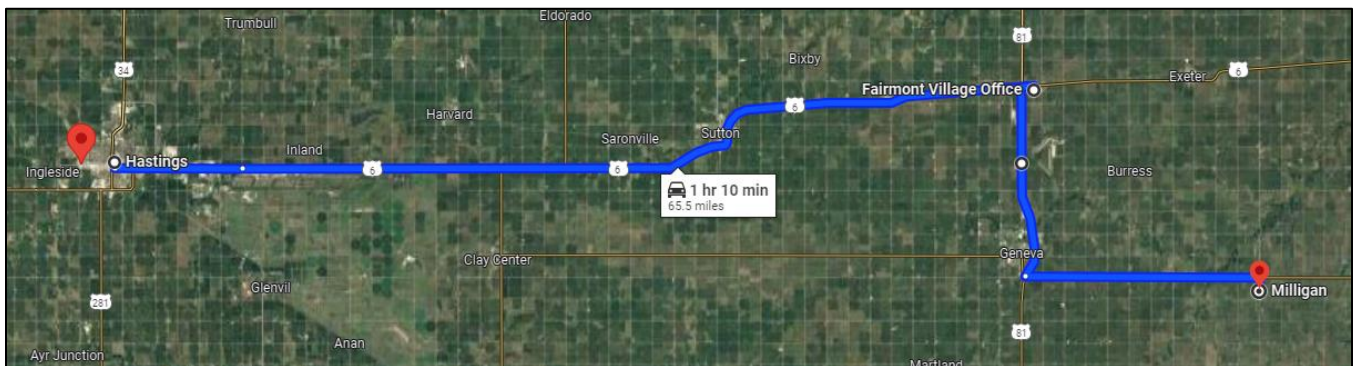 Trumbull
Eldorado
81
34
Bixby
Exeter
6
Fairmont Village Office
6
Harvard
Saronville
Sutton
Hastings
Inland
6
6
Ingleside
Burress
1 hr 10 min
65.5 miles
Clay Center
Geneva
Glenvil
Milligan
281
81
Anan
Ayr Junction
Martland